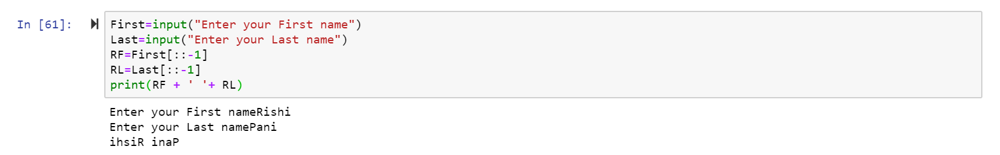 In [61]:
First=input("Enter your First name")
Last=input("Enter your Last name")
RF=First[::-1]
RL=Last[::-1]
print(RF + ' '+ RL)
Enter your First nameRishi
Enter your Last namePani
ihsiR inaP